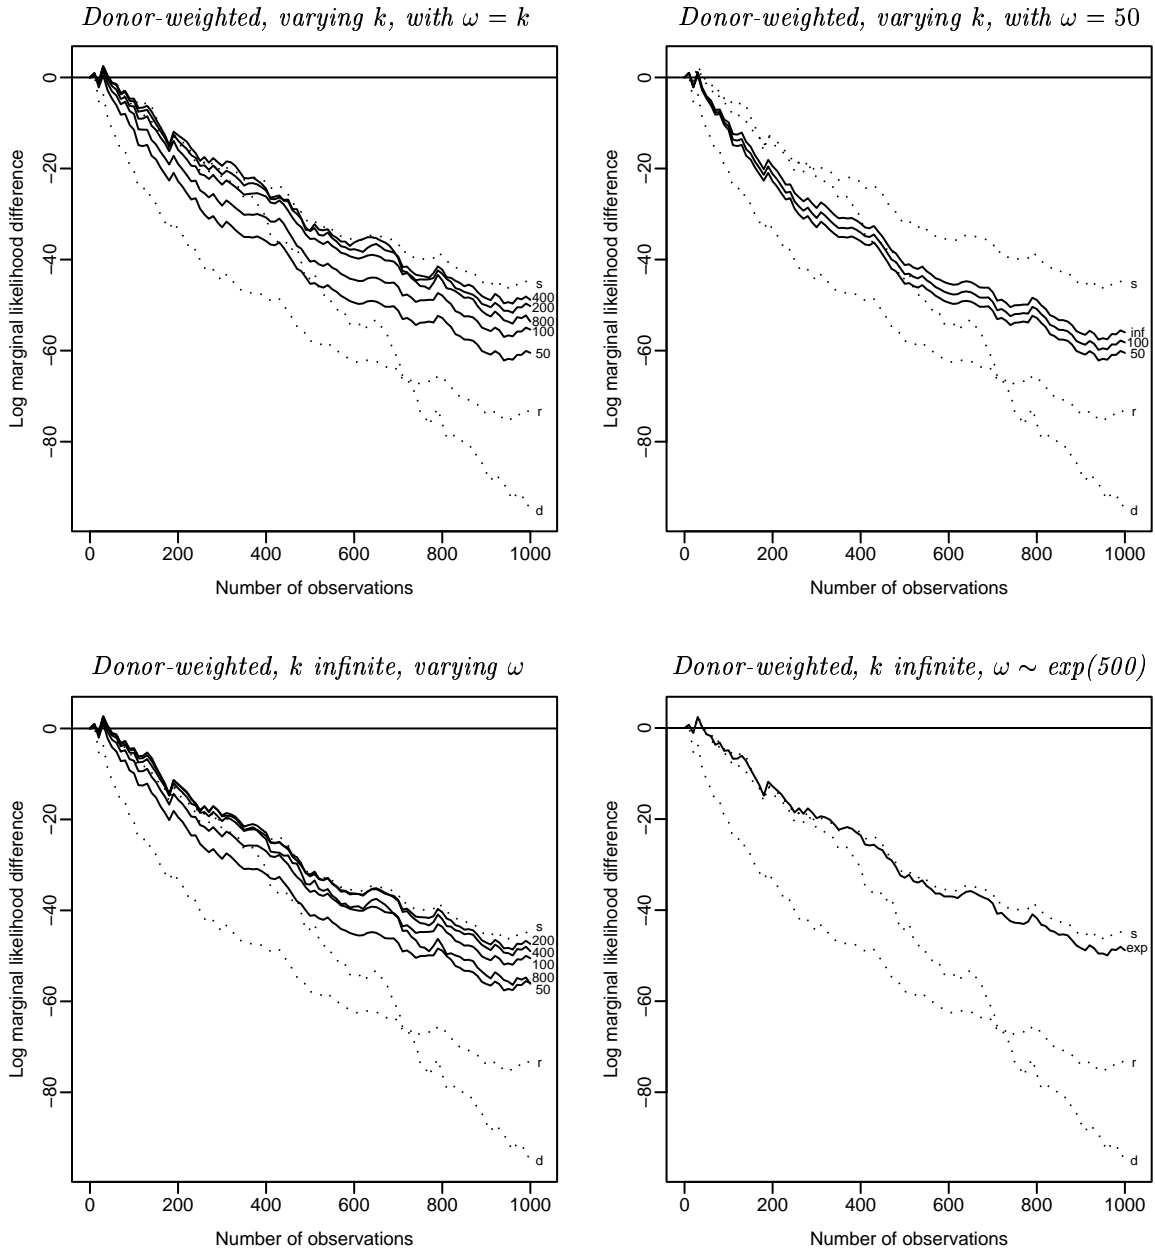 Donor-weighted, varying k, with ω = k
Log marginal likelihood difference
0
−20
−40
−60
−80
s
400
200
800
100
50
r
d
0 200 400 600 800 1000
Number of observations
Donor-weighted, varying k, with ω = 50
Log marginal likelihood difference
0
−20
−40
−60
−80
s
inf
100
50
r
d
0 200 400 600 800 1000
Number of observations
Donor-weighted, k infinite, varying ω
Log marginal likelihood difference
0
−20
−40
−60
−80
s
200
400
100
800
50
r
d
0 200 400 600 800 1000
Number of observations
Donor-weighted, k infinite, ω ∼ exp(500)
Log marginal likelihood difference
0
−20
−40
−60
−80
s
exp
r
d
0 200 400 600 800 1000
Number of observations